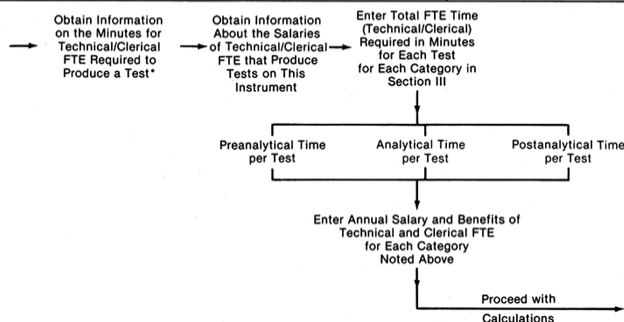 Obtain Information
on the Minutes for
Technical/Clerical
FTE Required to
Produce a Test*
Obtain Information
About the Salaries
of Technical/Clerical
FTE that Produce
Tests on This
Instrument
Enter Total FTE Time
(Technical/Clerical)
Required in Minutes
for Each Test
for Each Category in
Section III
Preanalytical Time
per Test
Analytical Time
per Test
Postanalytical Time
per Test
Enter Annual Salary and Benefits of
Technical and Clerical FTE
for Each Category
Noted Above
Proceed with
Calculations